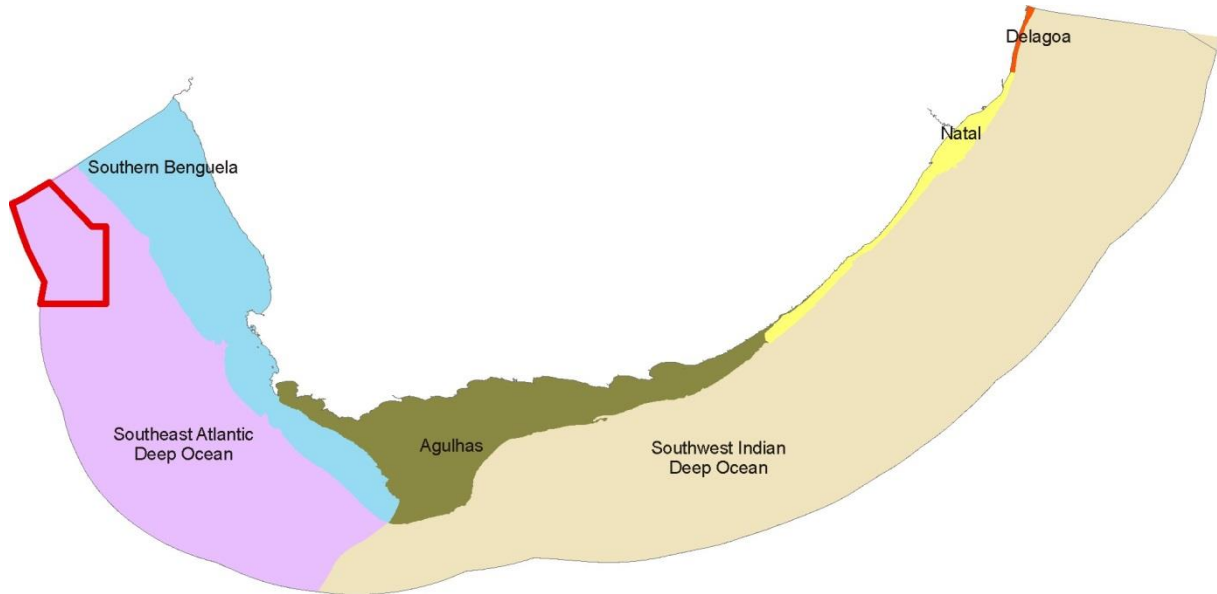 Delagoa
Natal
Southern Benguela
Southeast Atlantic
Deep Ocean
Agulhas
Southwest Indian
Deep Ocean